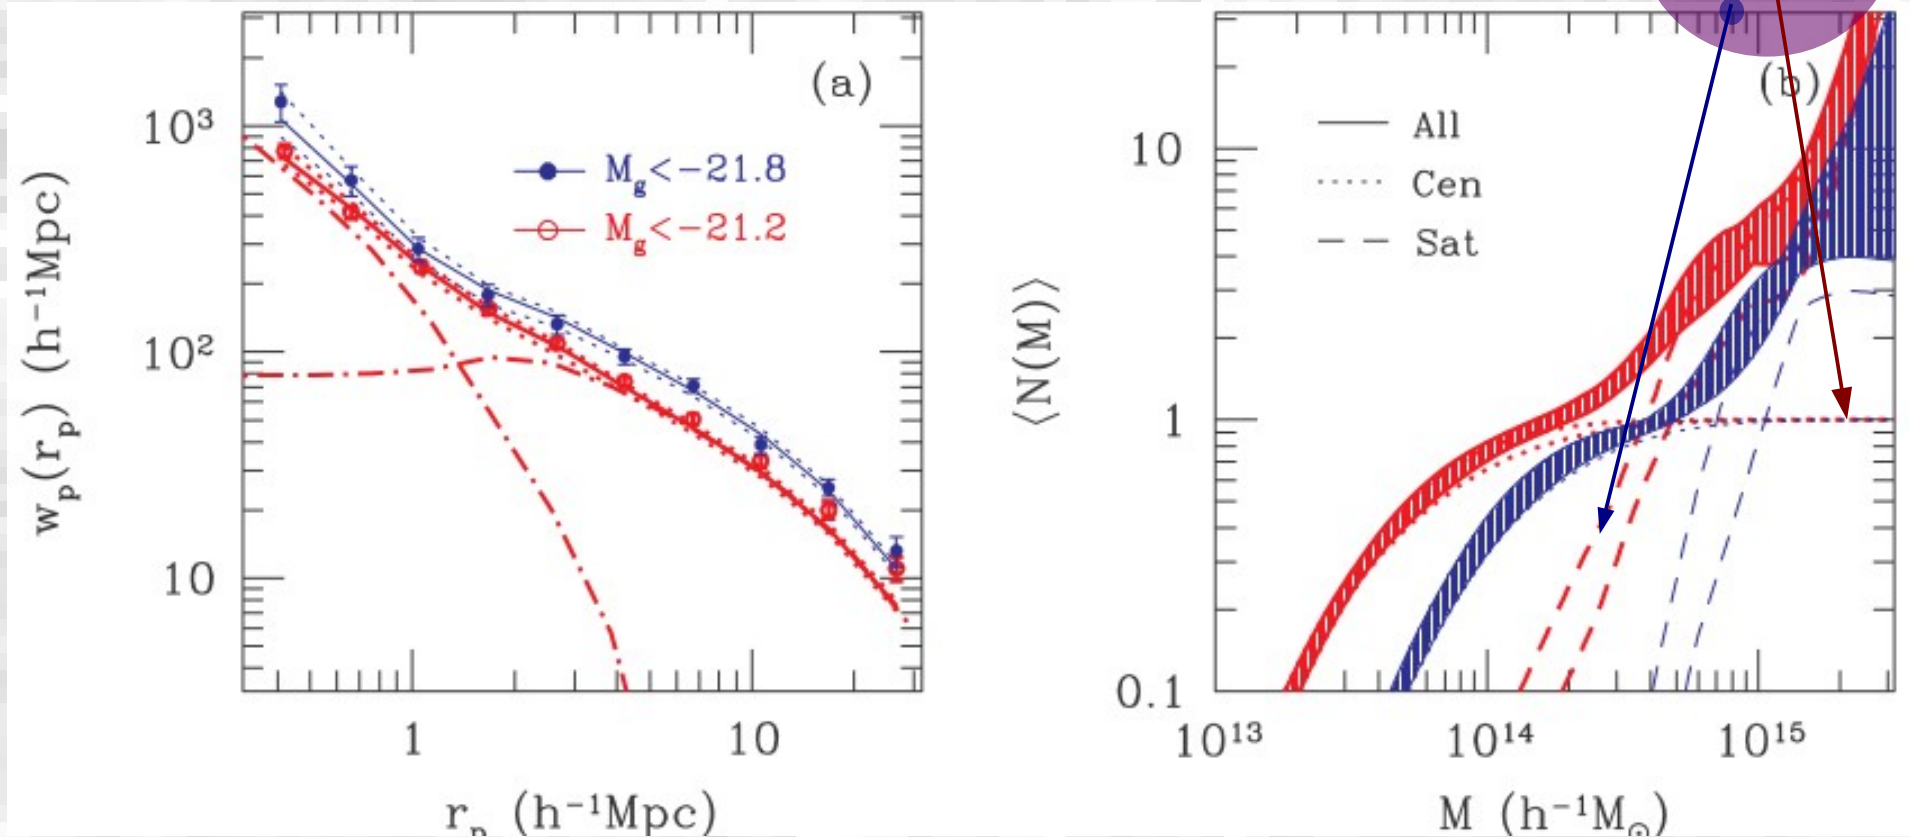 (a)
10³
10²
10
w_p(r_p) (h⁻¹Mpc)
M_g<-21.8
M_g<-21.2
1
10
r_p (h⁻¹Mpc)
(b)
All
Cen
Sat
10
1
0.1
⟨N(M)⟩
10¹³
10¹⁴
10¹⁵
M (h⁻¹M_⊙)